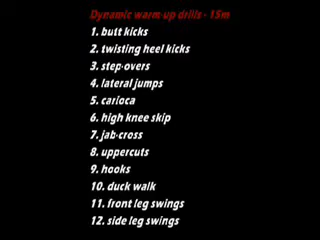 Dynamic warm-up drills - 15m
1. butt kicks
2. twisting heel kicks
3. step-overs
4. lateral jumps
5. carioca
6. high knee skip
7. jab-cross
8. uppercuts
9. hooks
10. duck walk
11. front leg swings
12. side leg swings